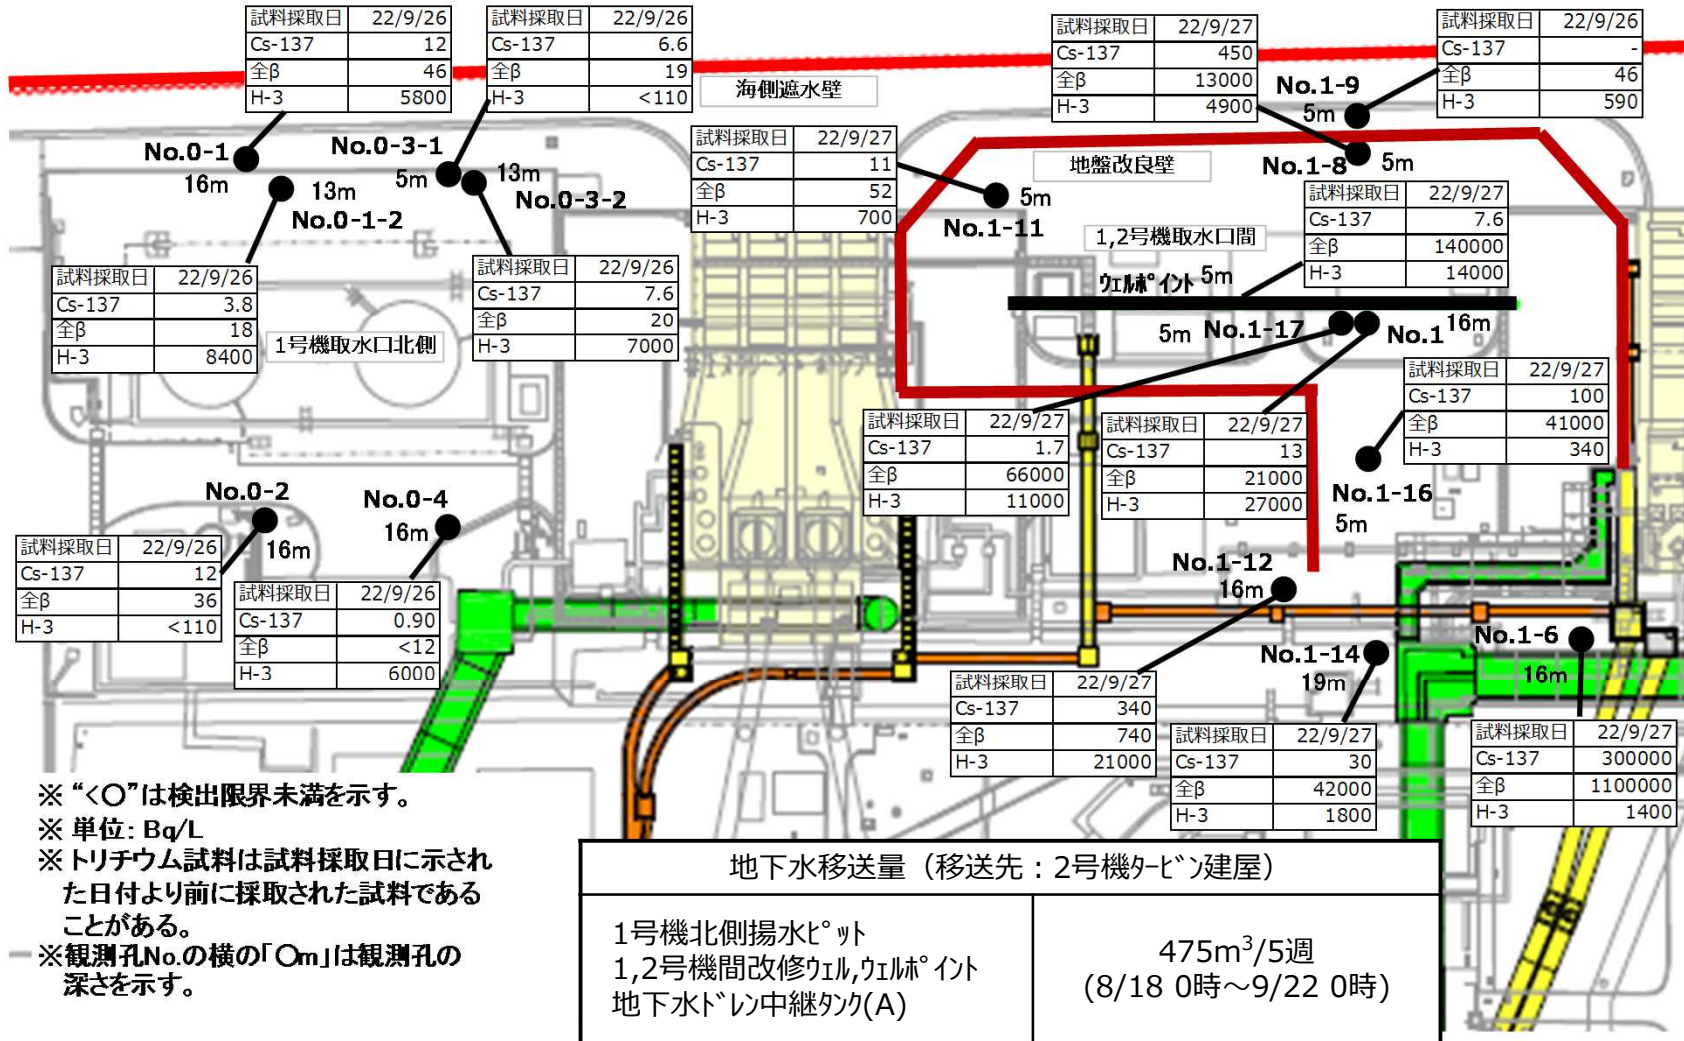 試料採取日 22/9/26
Cs-137 12
全β 46
H-3 5800
試料採取日 22/9/26
Cs-137 6.6
全β 19
H-3 <110
海側遮水壁
試料採取日 22/9/27
Cs-137 450
全β 13000
H-3 4900
試料採取日 22/9/26
Cs-137 -
全β 46
H-3 590
No.1-9
5m
No.1-8 5m
No.0-1
16m
No.0-3-1
5m
13m
No.0-3-2
13m
No.0-1-2
試料採取日 22/9/27
Cs-137 11
全β 52
H-3 700
5m
No.1-11
地盤改良壁
1,2号機取水口間
試料採取日 22/9/27
Cs-137 7.6
全β 140000
H-3 14000
ウェルポイント 5m
試料採取日 22/9/26
Cs-137 3.8
全β 18
H-3 8400
1号機取水口北側
試料採取日 22/9/26
Cs-137 7.6
全β 20
H-3 7000
5m No.1-17
No.1 16m
試料採取日 22/9/27
Cs-137 100
全β 41000
H-3 340
試料採取日 22/9/27
Cs-137 1.7
全β 66000
H-3 11000
試料採取日 22/9/27
Cs-137 13
全β 21000
H-3 27000
No.1-16
5m
No.0-2
16m
No.0-4
16m
試料採取日 22/9/26
Cs-137 12
全β 36
H-3 <110
試料採取日 22/9/26
Cs-137 0.90
全β <12
H-3 6000
No.1-12
16m
No.1-14
19m
No.1-6
16m
試料採取日 22/9/27
Cs-137 340
全β 740
H-3 21000
試料採取日 22/9/27
Cs-137 30
全β 42000
H-3 1800
試料採取日 22/9/27
Cs-137 300000
全β 1100000
H-3 1400
※ “<○”は検出限界未満を示す。
※ 単位: Bq/L
※トリチウム試料は試料採取日に示され
た日付より前に採取された試料である
ことがある。
※観測孔No.の横の「○m」は観測孔の
深さを示す。
地下水移送量（移送先：2号機タービン建屋）
1号機北側揚水ピット
1,2号機間改修ウェル,ウェルポイント
地下水ドレン中継タンク(A)
475m³/5週
(8/18 0時～9/22 0時)